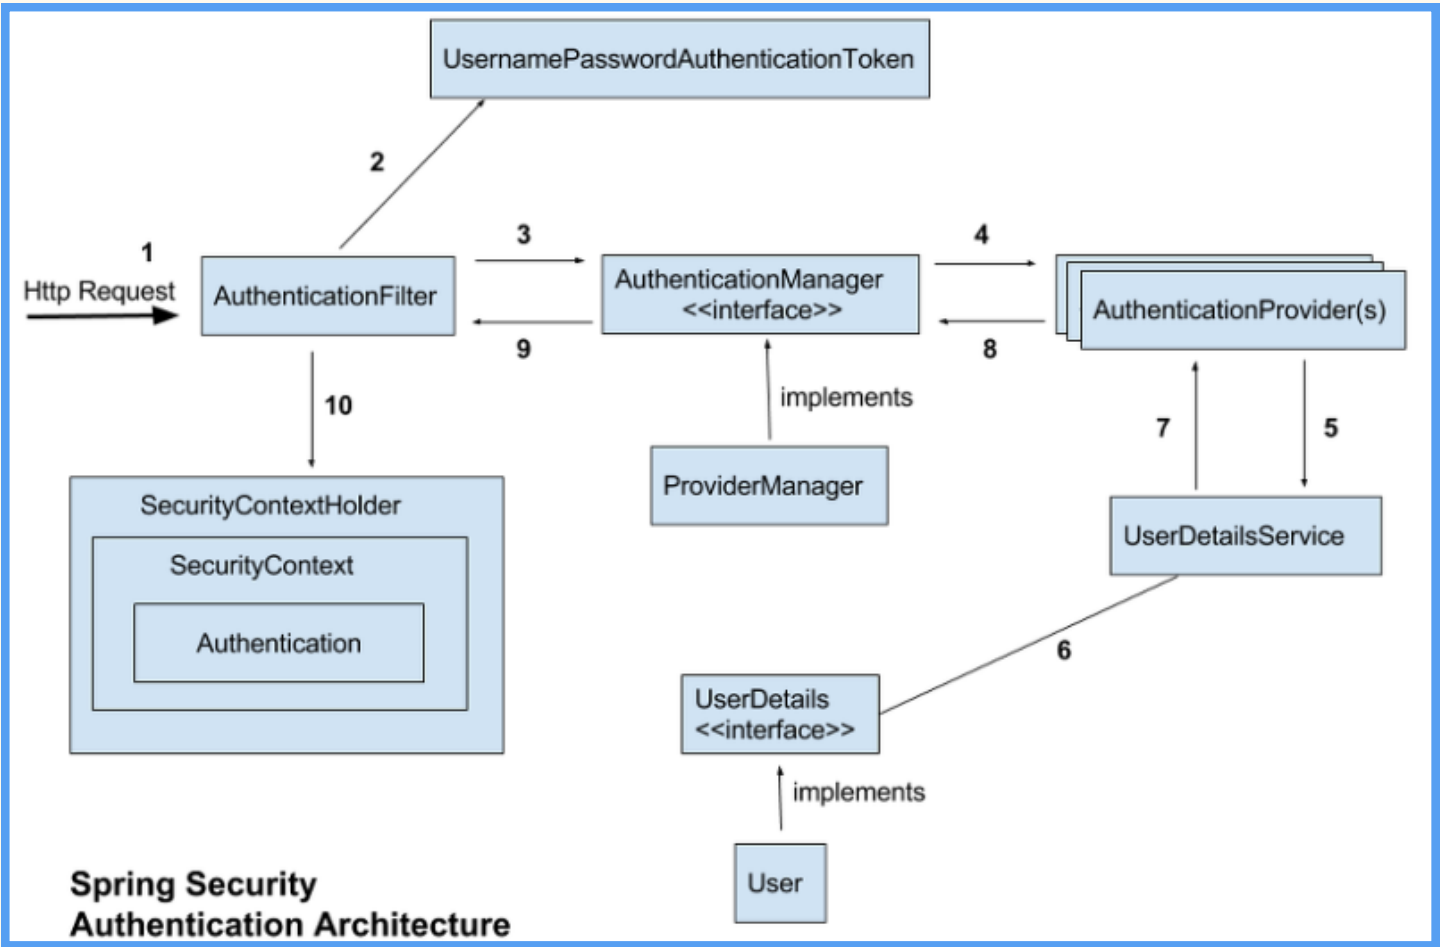 UsernamePasswordAuthenticationToken
2
1
3
4
Http Request
AuthenticationFilter
AuthenticationManager
<<interface>>
AuthenticationProvider(s)
9
8
10
implements
7
5
SecurityContextHolder
ProviderManager
UserDetailsService
SecurityContext
Authentication
6
UserDetails
<<interface>>
implements
User
Spring Security
Authentication Architecture